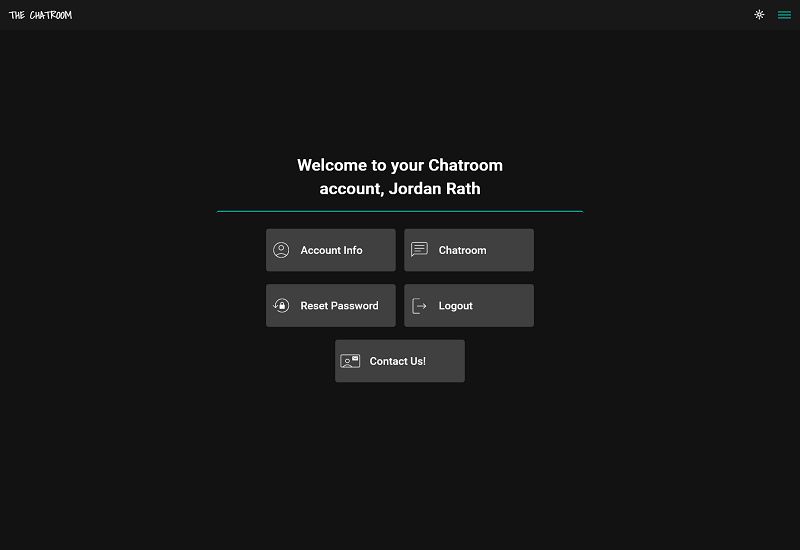 THE CHATROOM
Welcome to your Chatroom
account, Jordan Rath
Account Info
Chatroom
Reset Password
Logout
Contact Us!